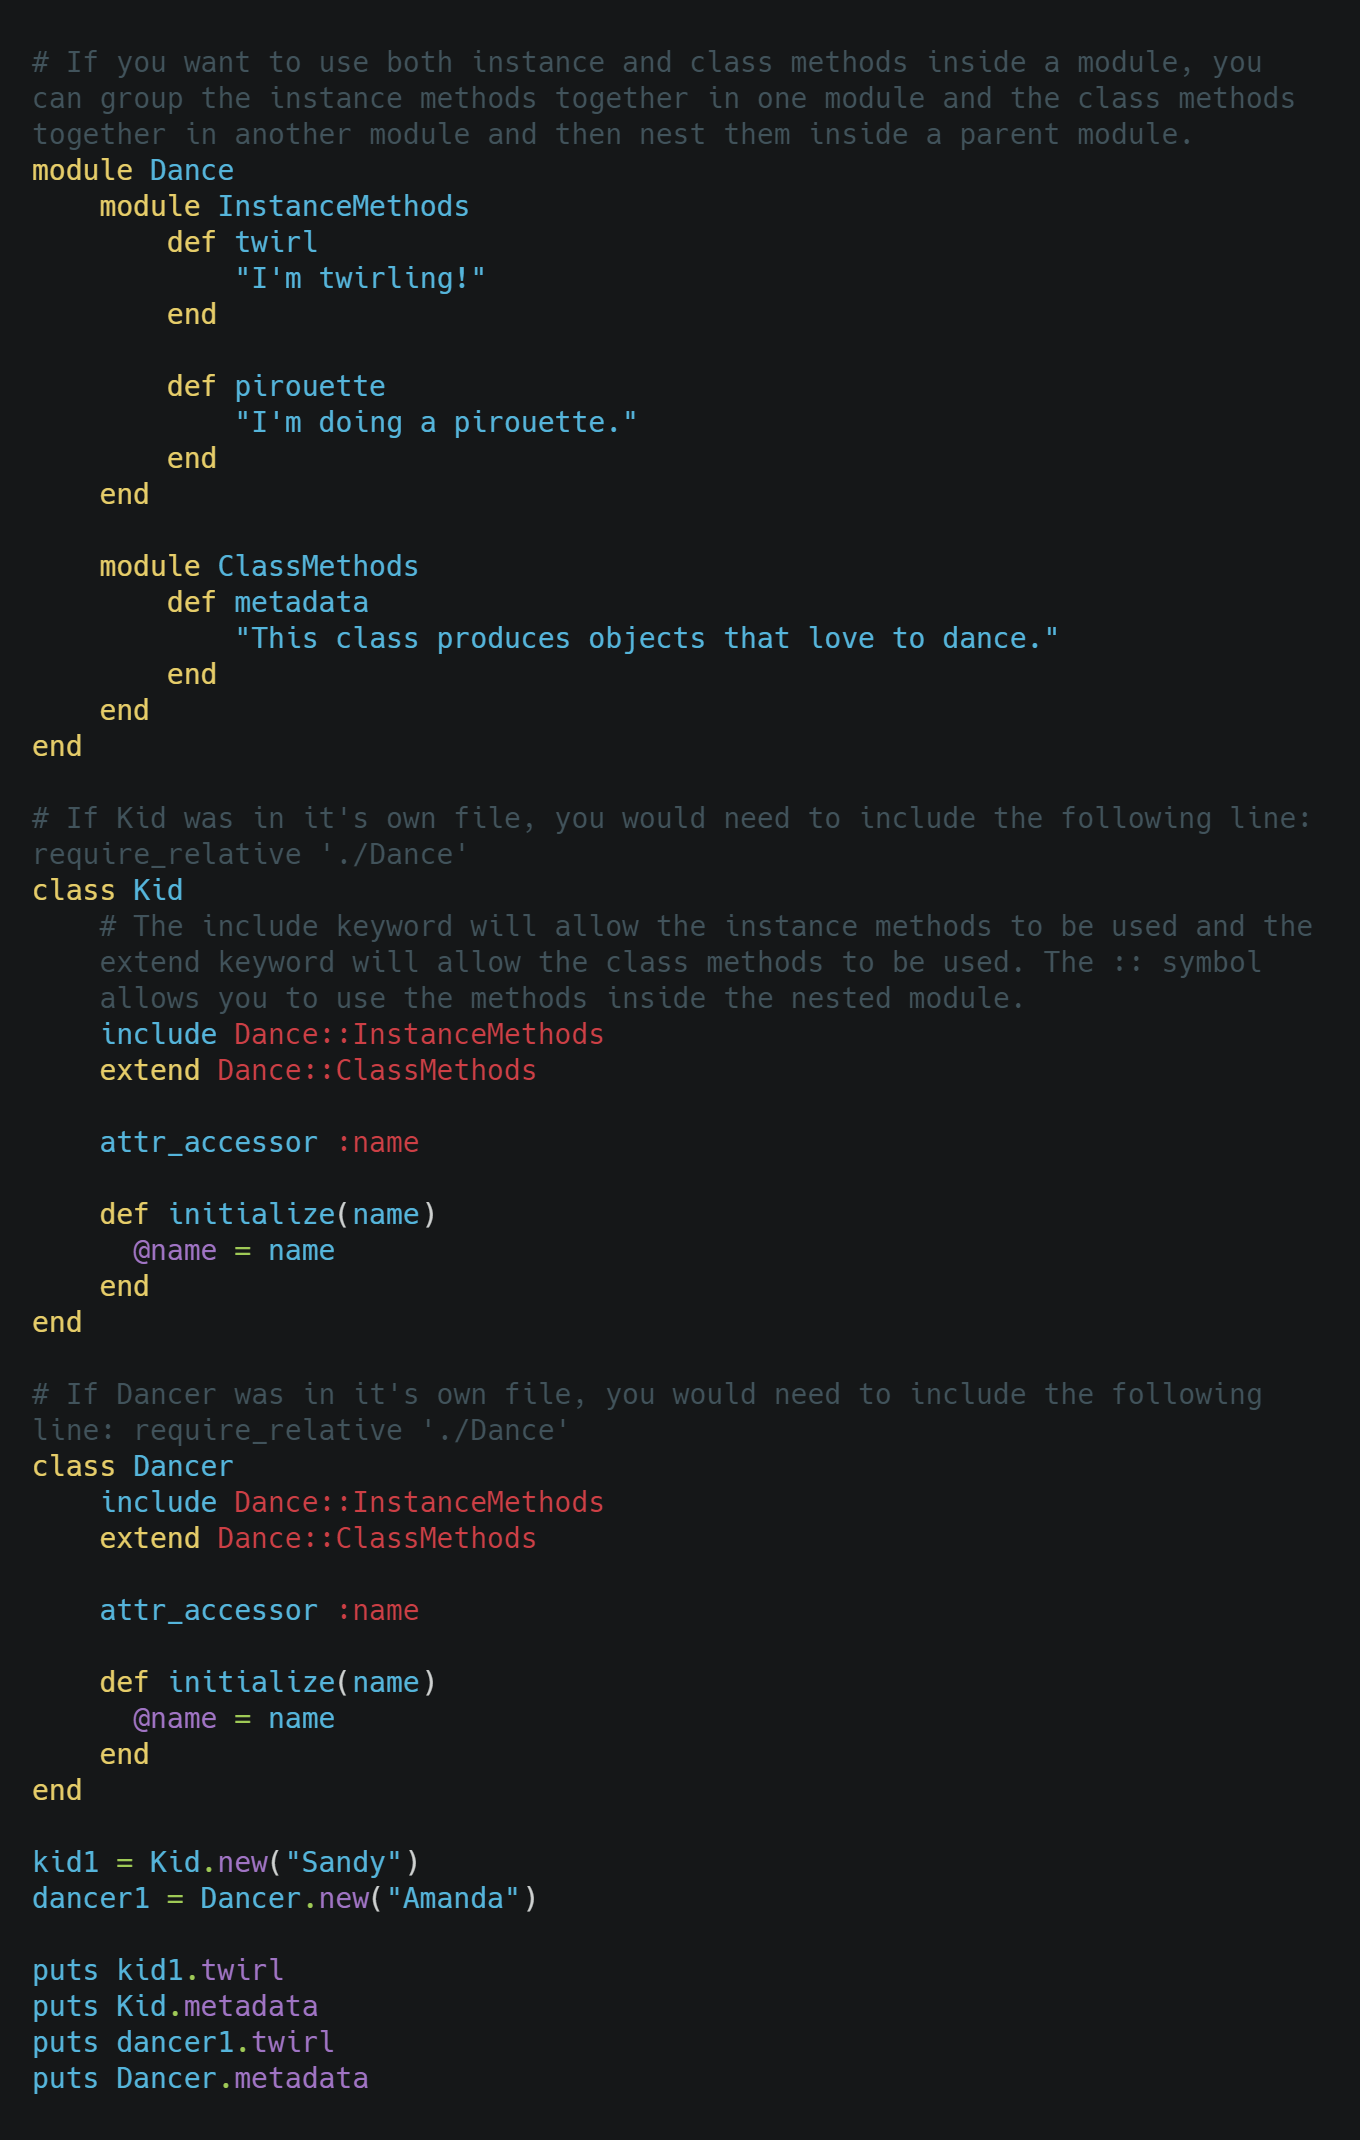 # If you want to use both instance and class methods inside a module, you
can group the instance methods together in one module and the class methods
together in another module and then nest them inside a parent module.
module Dance
    module InstanceMethods
        def twirl
            "I'm twirling!"
        end

        def pirouette
            "I'm doing a pirouette."
        end
    end

    module ClassMethods
        def metadata
            "This class produces objects that love to dance."
        end
    end
end

# If Kid was in it's own file, you would need to include the following line:
require_relative './Dance'
class Kid
    # The include keyword will allow the instance methods to be used and the
    extend keyword will allow the class methods to be used. The :: symbol
    allows you to use the methods inside the nested module.
    include Dance::InstanceMethods
    extend Dance::ClassMethods

    attr_accessor :name

    def initialize(name)
      @name = name
    end
end

# If Dancer was in it's own file, you would need to include the following
line: require_relative './Dance'
class Dancer
    include Dance::InstanceMethods
    extend Dance::ClassMethods

    attr_accessor :name

    def initialize(name)
      @name = name
    end
end

kid1 = Kid.new("Sandy")
dancer1 = Dancer.new("Amanda")

puts kid1.twirl
puts Kid.metadata
puts dancer1.twirl
puts Dancer.metadata